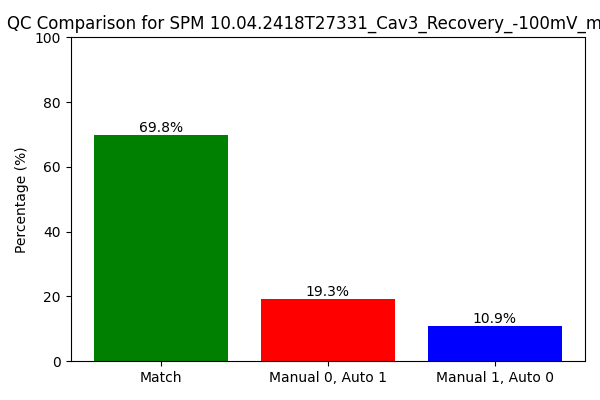 QC Comparison for SPM 10.04.2418T27331_Cav3_Recovery_-100mV_m
100
80
60
40
20
0
Percentage (%)
69.8%
19.3%
10.9%
Match
Manual 0, Auto 1
Manual 1, Auto 0